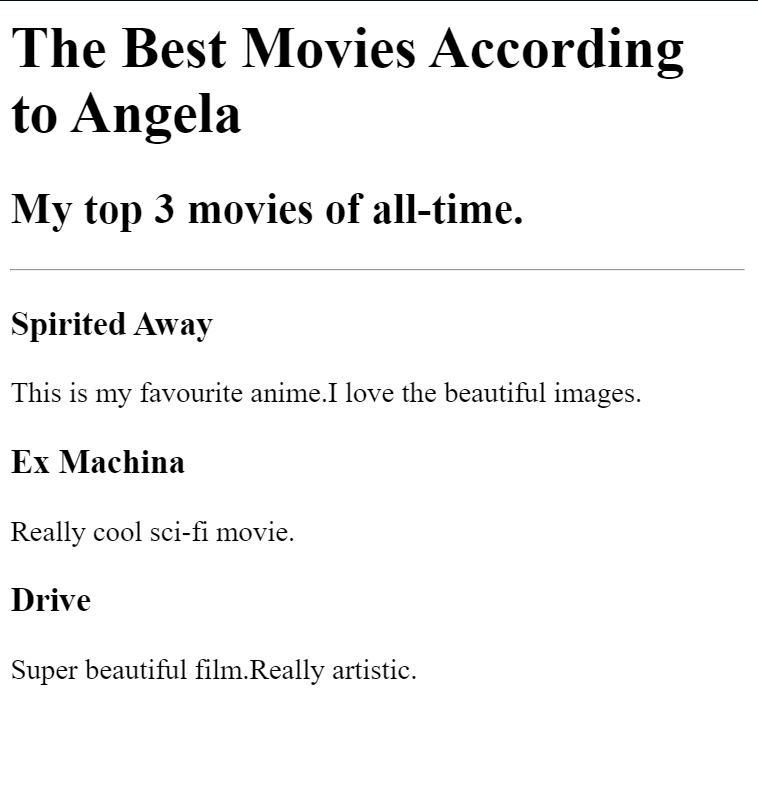 The Best Movies According
to Angela
My top 3 movies of all-time.
Spirited Away
This is my favourite anime.I love the beautiful images.
Ex Machina
Really cool sci-fi movie.
Drive
Super beautiful film.Really artistic.